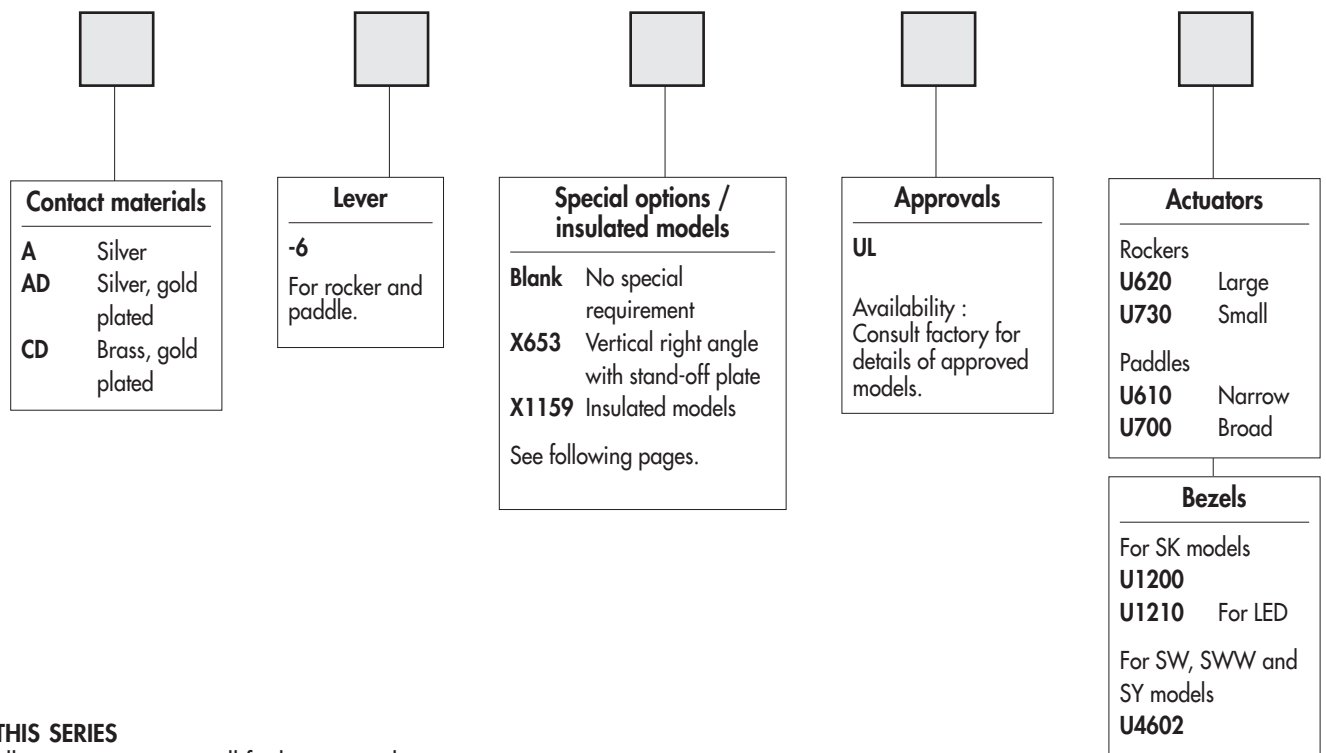 Contact materials
A Silver
AD Silver, gold
plated
CD Brass, gold
plated
Lever
-6
For rocker and
paddle.
Special options /
insulated models
Blank No special
requirement
X653 Vertical right angle
with stand-off plate
X1159 Insulated models
See following pages.
Approvals
UL
Availability :
Consult factory for
details of approved
models.
Actuators
Rockers
U620 Large
U730 Small
Paddles
U610 Narrow
U700 Broad
Bezels
For SK models
U1200
U1210 For LED
For SW, SWW and
SY models
U4602
THIS SERIES